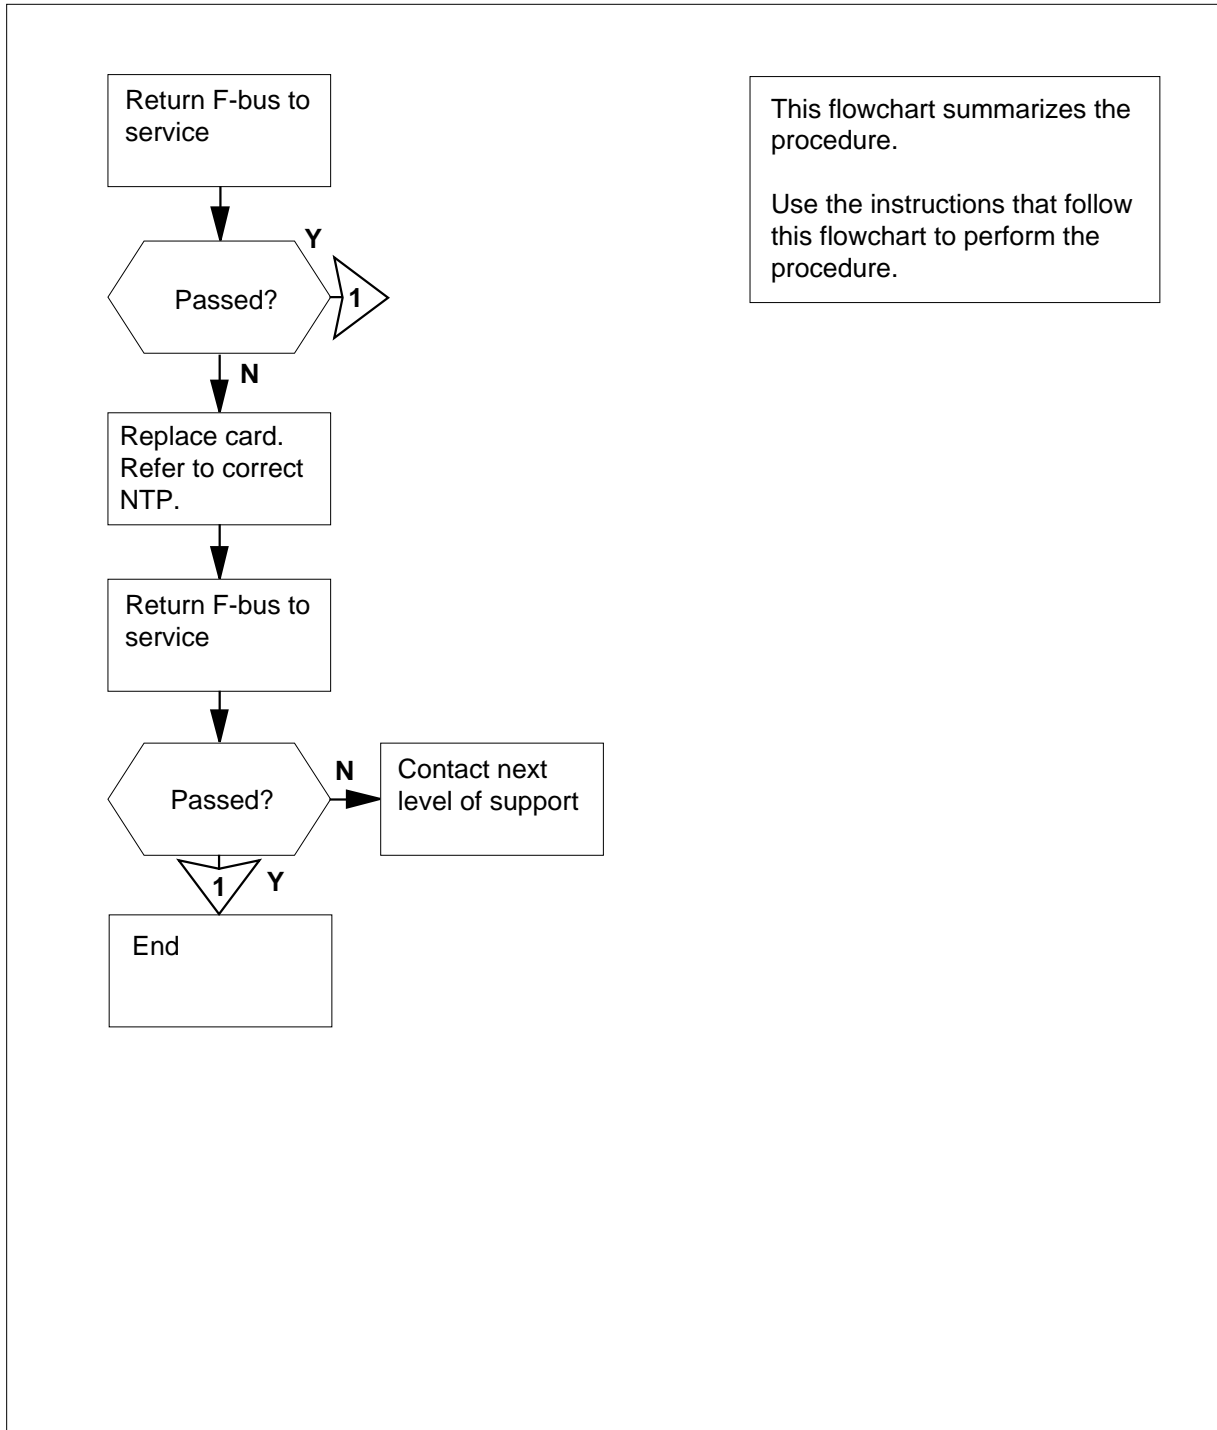 Return F-bus to
service
This flowchart summarizes the
procedure.
Use the instructions that follow
this flowchart to perform the
procedure.
Y
Passed?
1
N
Replace card.
Refer to correct
NTP.
Return F-bus to
service
Passed?
N
Contact next
level of support
1
Y
End